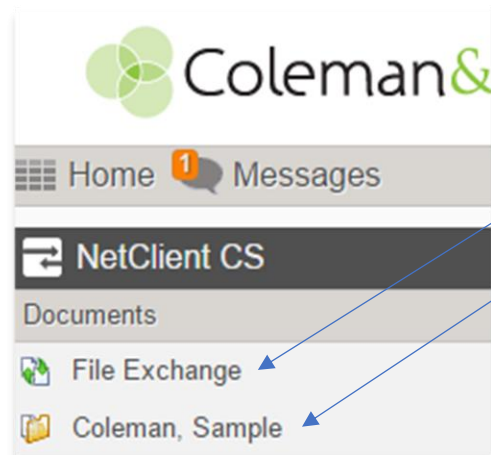 Coleman&
Home 1 Messages
NetClient CS
Documents
File Exchange
Coleman, Sample